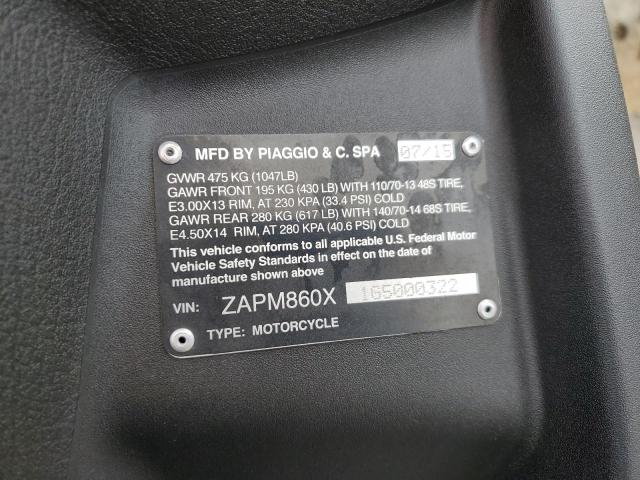 MFD BY PIAGGIO & C. SPA 07/15
GVWR 475 KG (1047LB)
GAWR FRONT 195 KG (430 LB) WITH 110/70-13 48S TIRE,
E3.00X13 RIM, AT 230 KPA (33.4 PSI) COLD
GAWR REAR 280 KG (617 LB) WITH 140/70-14 68S TIRE,
E4.50X14 RIM, AT 280 KPA (40.6 PSI) COLD
This vehicle conforms to all applicable U.S. Federal Motor
Vehicle Safety Standards in effect on the date of
manufacture shown above
VIN: ZAPM860X 1G5000322
TYPE: MOTORCYCLE